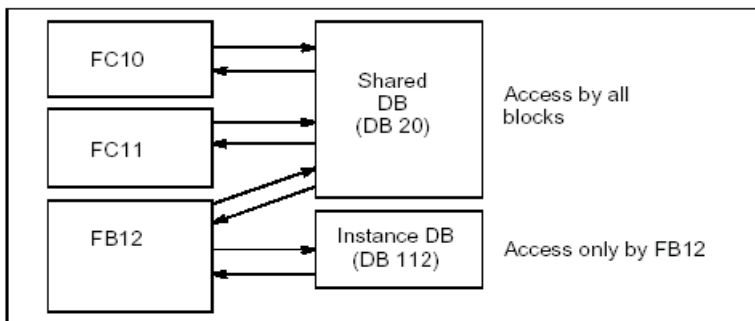 FC10
FC11
FB12
Shared
DB
(DB 20)
Access by all
blocks
Instance DB
(DB 112)
Access only by FB12